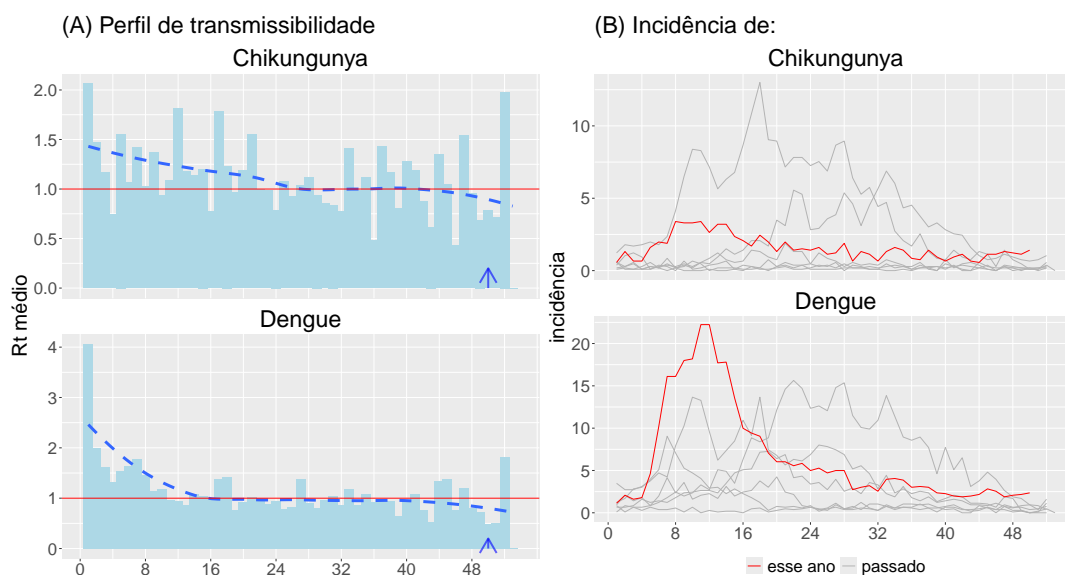 (A) Perfil de transmissibilidade
Chikungunya
2.0
1.5
1.0
0.5
0.0
Dengue
4
3
2
1
0
0 8 16 24 32 40 48
Rt médio
(B) Incidência de:
Chikungunya
10
5
0
Dengue
20
15
10
5
0
0 8 16 24 32 40 48
incidência
esse ano passado